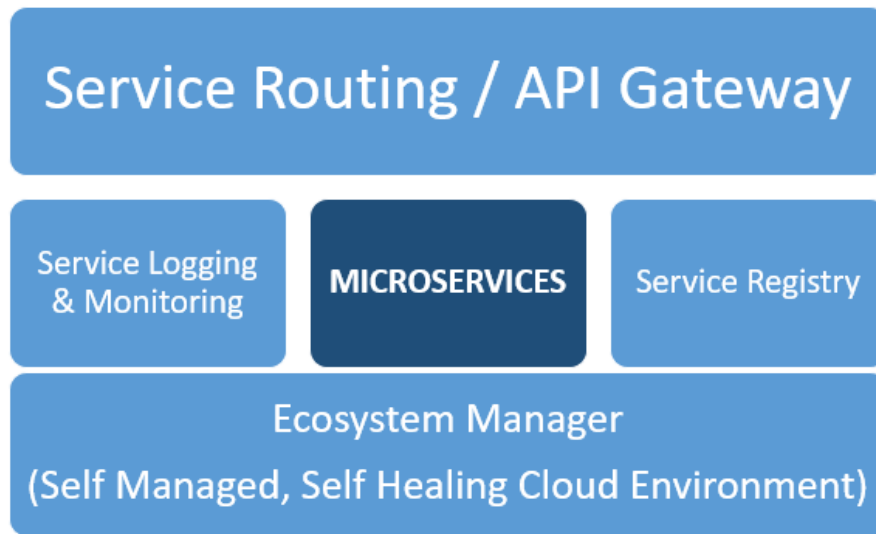 Service Routing / API Gateway
Service Logging
& Monitoring
MICROSERVICES
Service Registry
Ecosystem Manager
(Self Managed, Self Healing Cloud Environment)